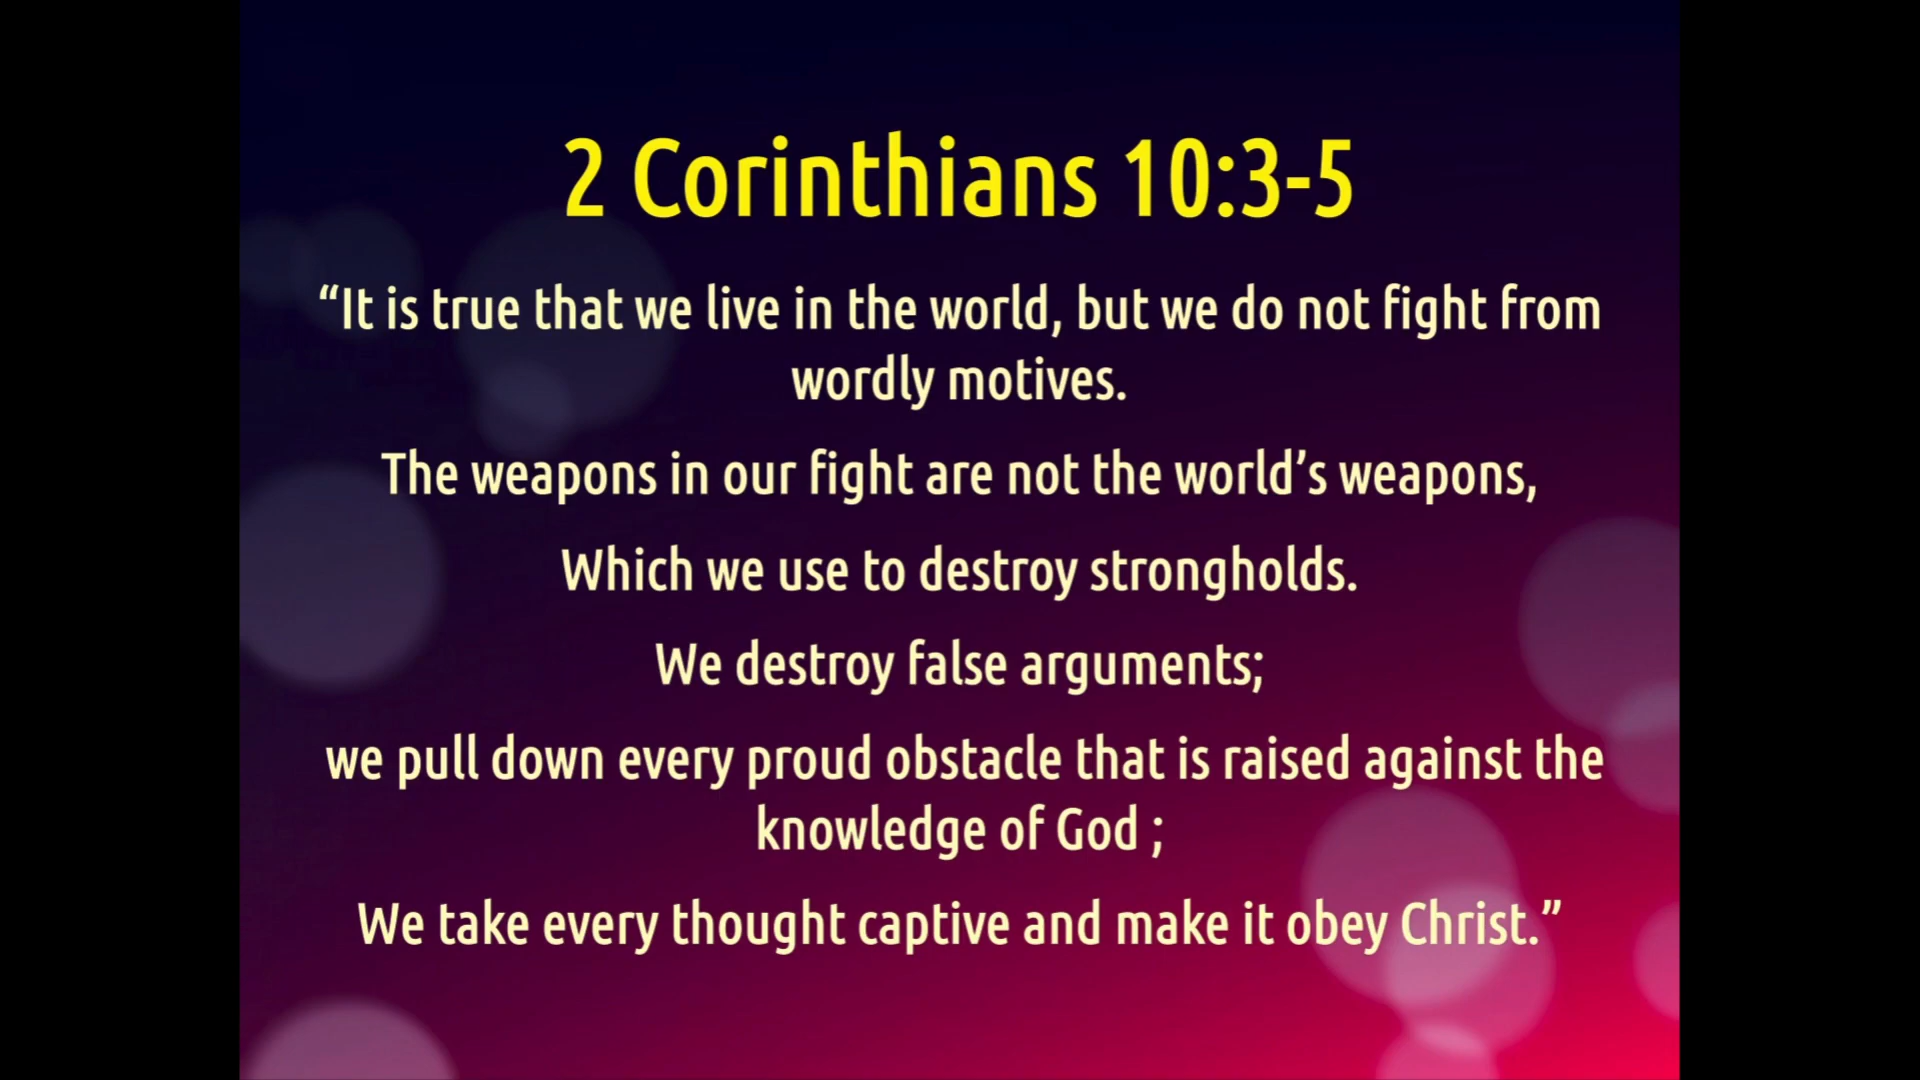 2 Corinthians 10:3-5
“It is true that we live in the world, but we do not fight from
wordly motives.
The weapons in our fight are not the world’s weapons,
Which we use to destroy strongholds.
We destroy false arguments;
we pull down every proud obstacle that is raised against the
knowledge of God ;
We take every thought captive and make it obey Christ.”